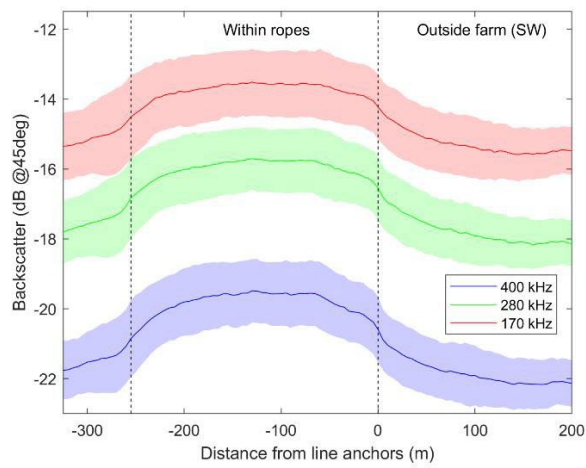 Within ropes
Outside farm (SW)
-12
-14
-16
-18
-20
-22
Backscatter (dB @45deg)
400 kHz
280 kHz
170 kHz
-300
-200
-100
0
100
200
Distance from line anchors (m)